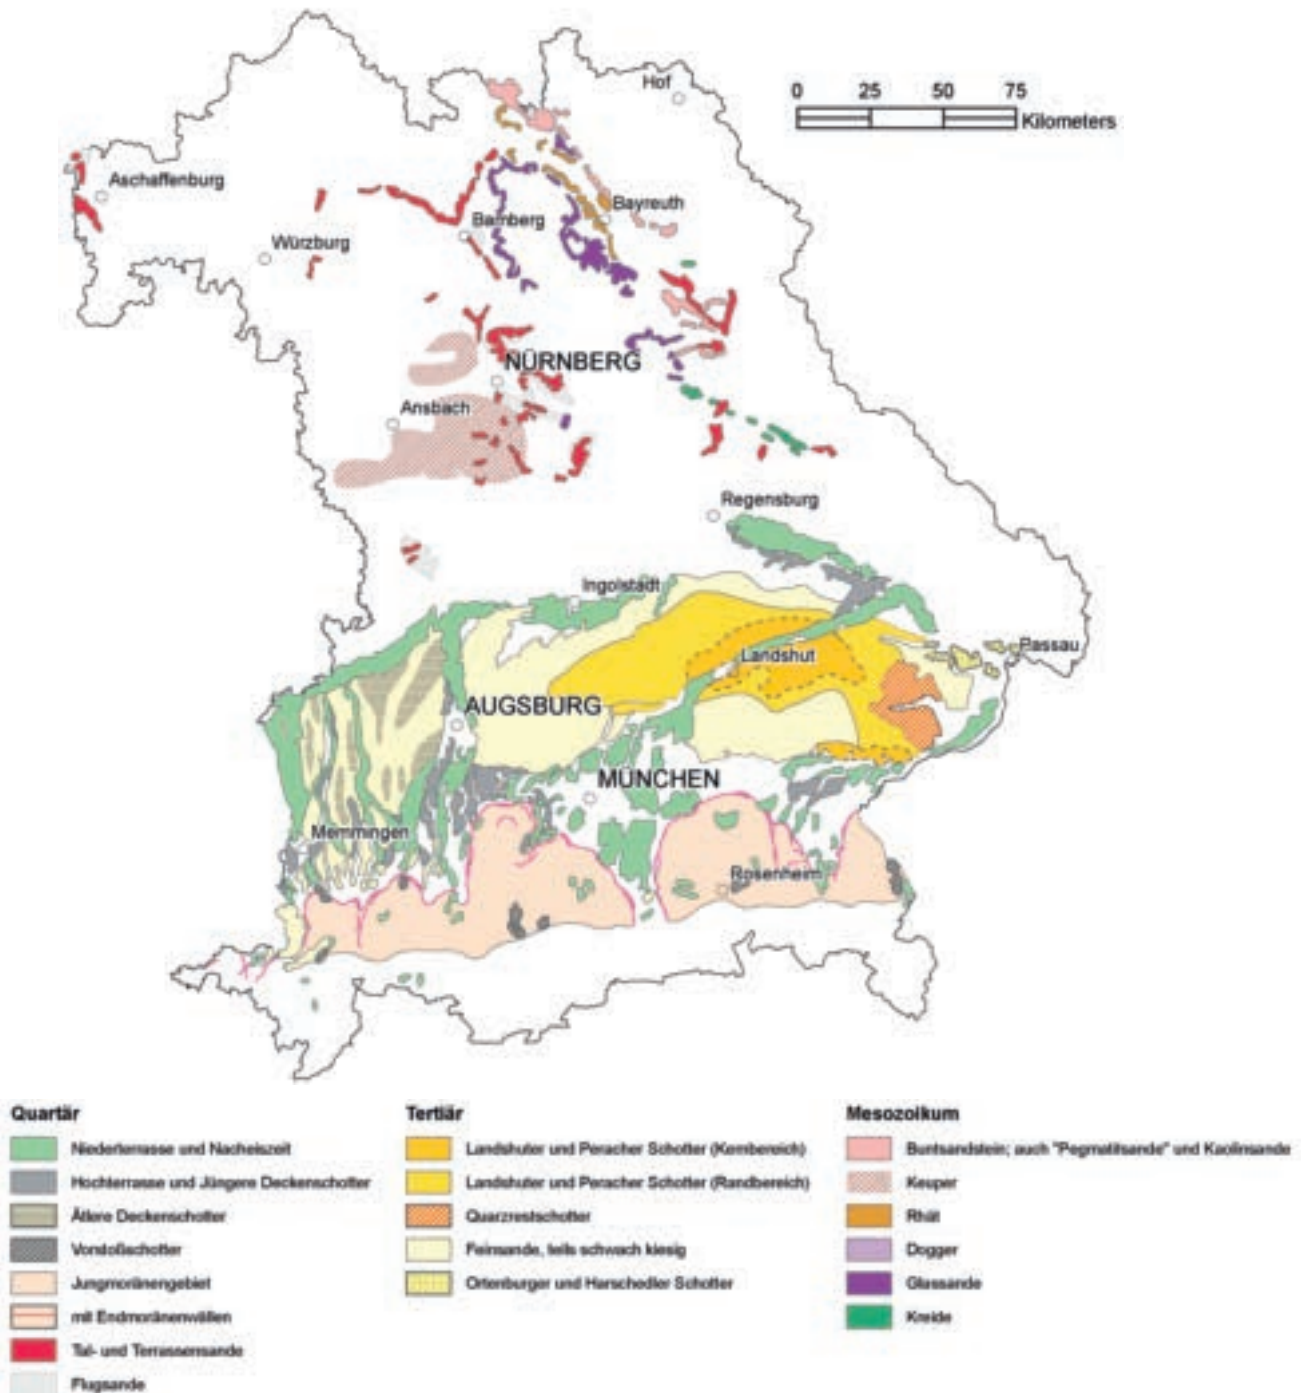 Hof
0 25 50 75
Kilometers
Aschaffenburg
Bayreuth
Bamberg
Würzburg
NÜRNBERG
Ansbach
Regensburg
Ingolstadt
Passau
Landshut
AUGSBURG
MÜNCHEN
Memmingen
Rosenheim
Quartär
Niederterrasse und Nacheiszeit
Hochterrasse und Jüngere Deckenschotter
Ätlere Deckenschotter
Vorstoßschotter
Jungmoränengebiet
mit Endmoränenwällen
Tal- und Terrassensande
Flugsande
Tertiär
Landshuter und Peracher Schotter (Kernbereich)
Landshuter und Peracher Schotter (Randbereich)
Quarzrestschotter
Feinsande, teils schwach kiesig
Ortenburger und Harschedler Schotter
Mesozoikum
Buntsandstein; auch "Pegmatitsande" und Kaolinsande
Keuper
Rhät
Dogger
Glassande
Kreide